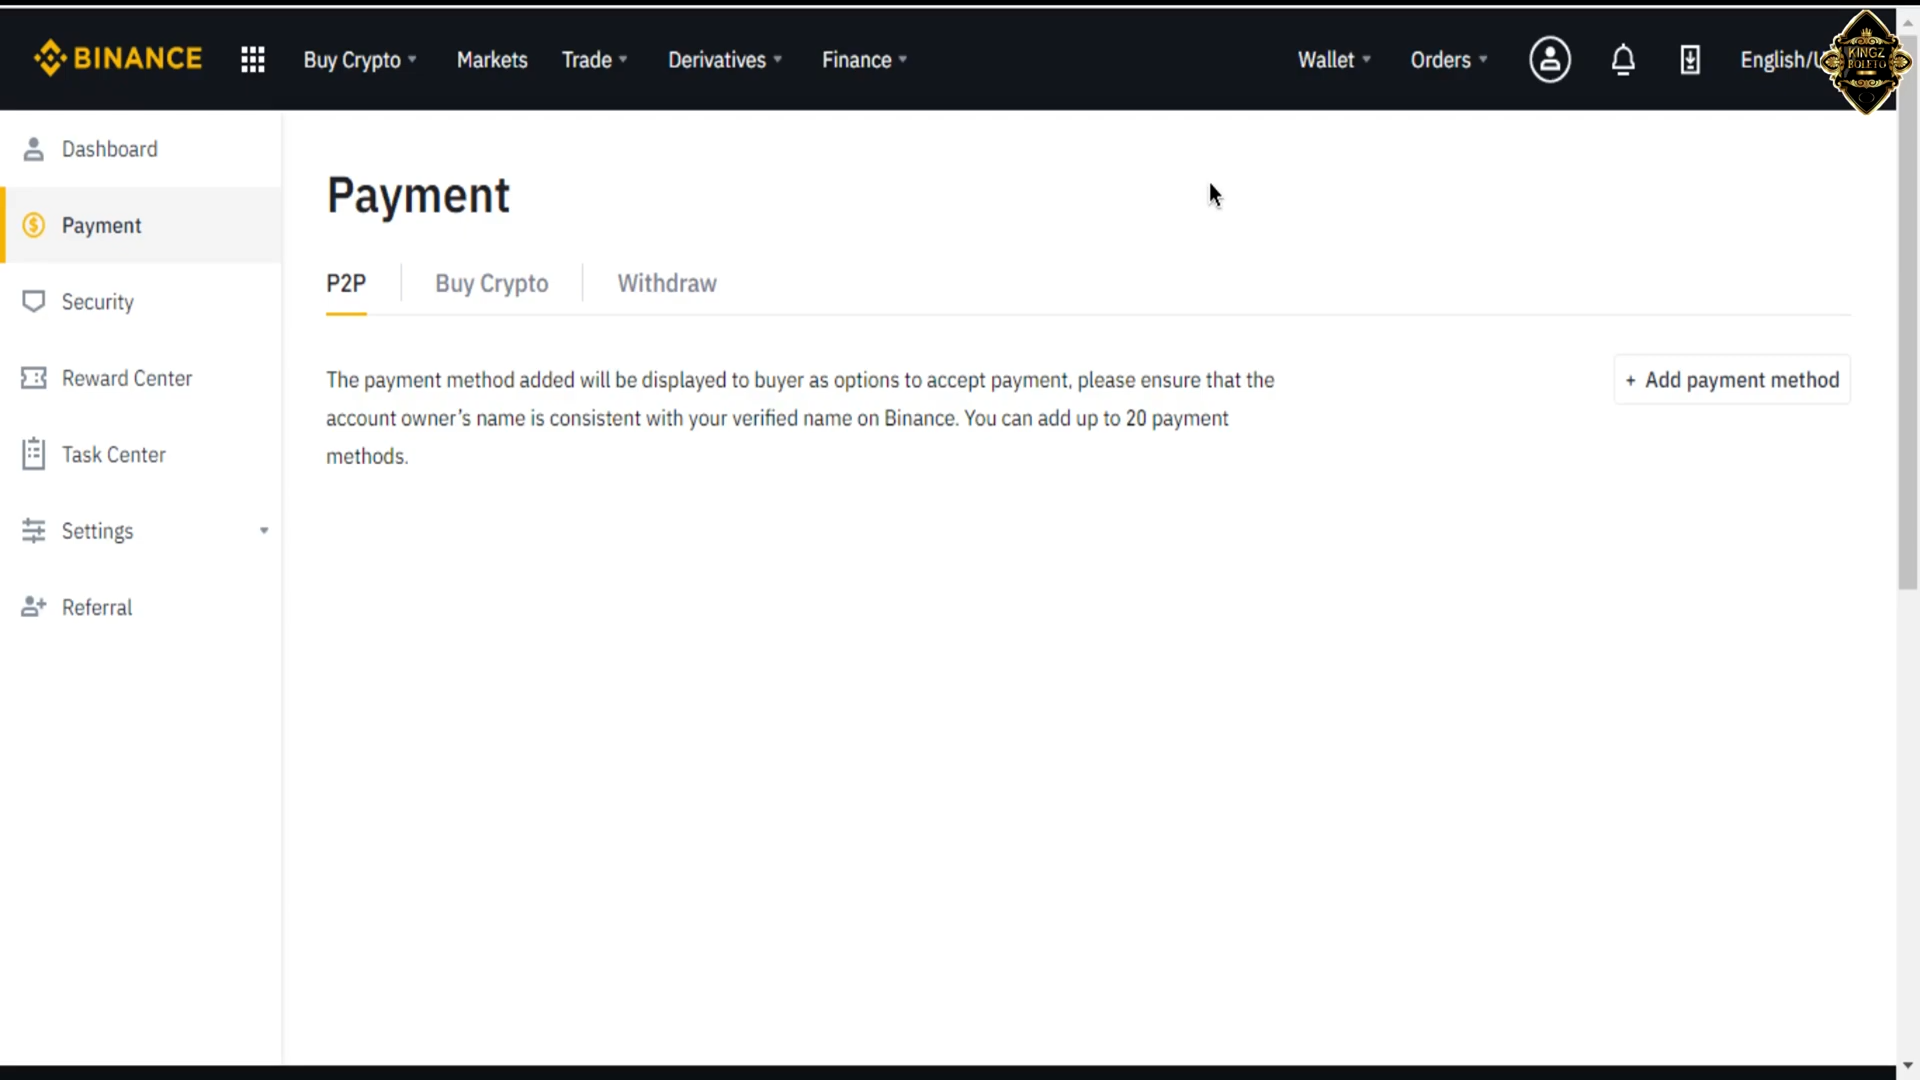 BINANCE Buy Crypto Markets Trade Derivatives Finance Wallet Orders English/U
KINGZ
BOLETO
Dashboard
Payment
Security
Reward Center
Task Center
Settings
Referral
Payment
P2P Buy Crypto Withdraw
The payment method added will be displayed to buyer as options to accept payment, please ensure that the
account owner's name is consistent with your verified name on Binance. You can add up to 20 payment
methods.
+ Add payment method